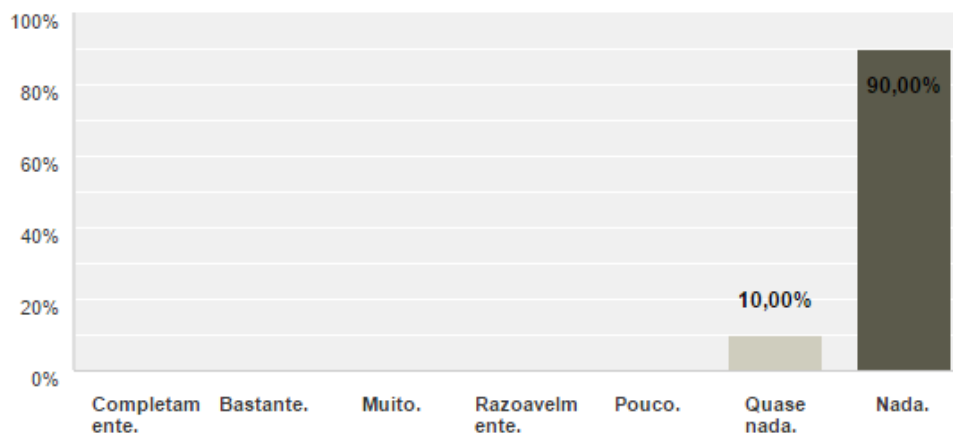 100%
80%
90,00%
60%
40%
20%
10,00%
0%
Completam
ente.
Bastante.
Muito.
Razoavelm
ente.
Pouco.
Quase
nada.
Nada.